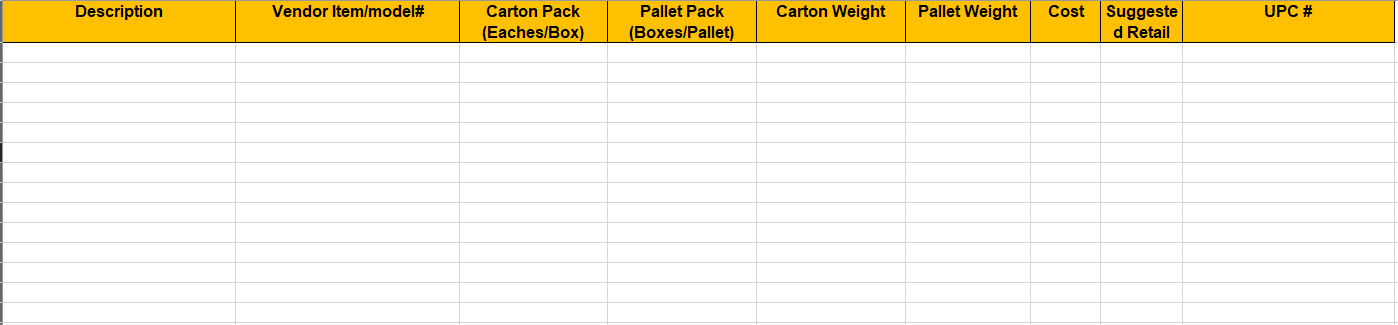 Description
Vendor Item/model#
Carton Pack
(Eaches/Box)
Pallet Pack
(Boxes/Pallet)
Carton Weight
Pallet Weight
Cost
Suggeste
d Retail
UPC #